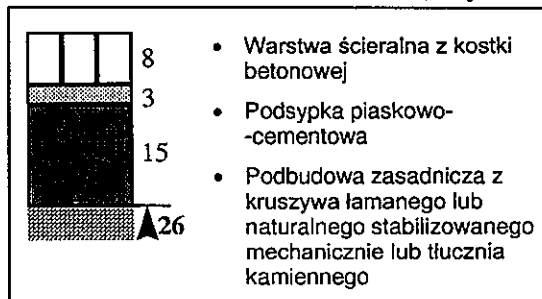 8
3
15
26
• Warstwa ścieralna z kostki
betonowej
• Podsypka piaskowo-
-cementowa
• Podbudowa zasadnicza z
kruszywa łamanego lub
naturalnego stabilizowanego
mechanicznie lub tłucznia
kamiennego